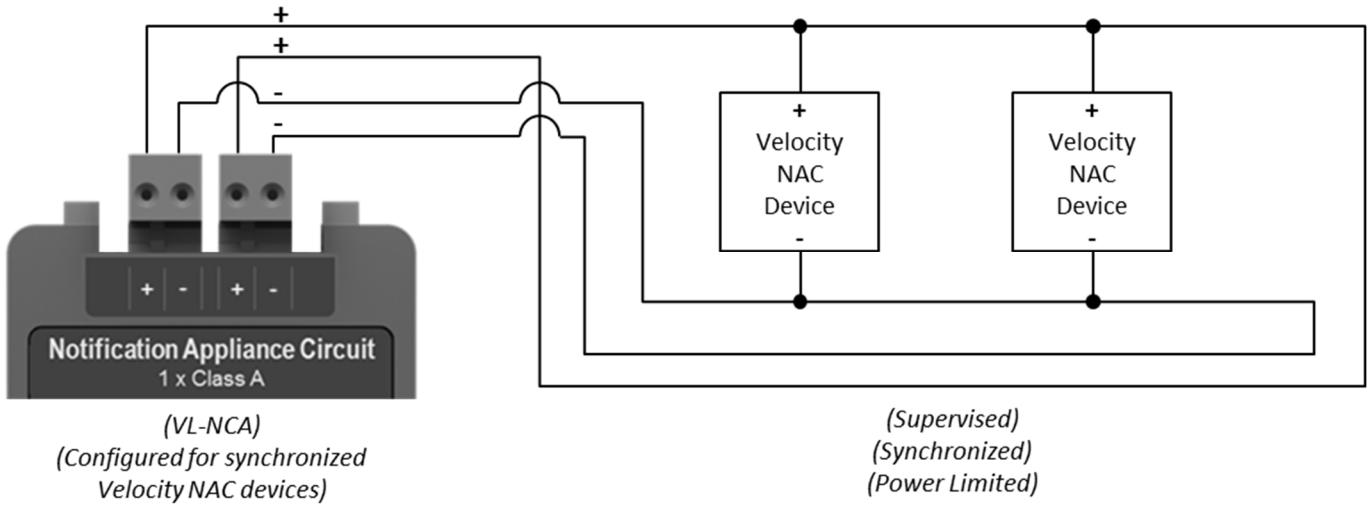 +
+
-
-
+
Velocity
NAC
Device
-
+
Velocity
NAC
Device
-
+ - + -
Notification Appliance Circuit
1 x Class A
(VL-NCA)
(Configured for synchronized
Velocity NAC devices)
(Supervised)
(Synchronized)
(Power Limited)